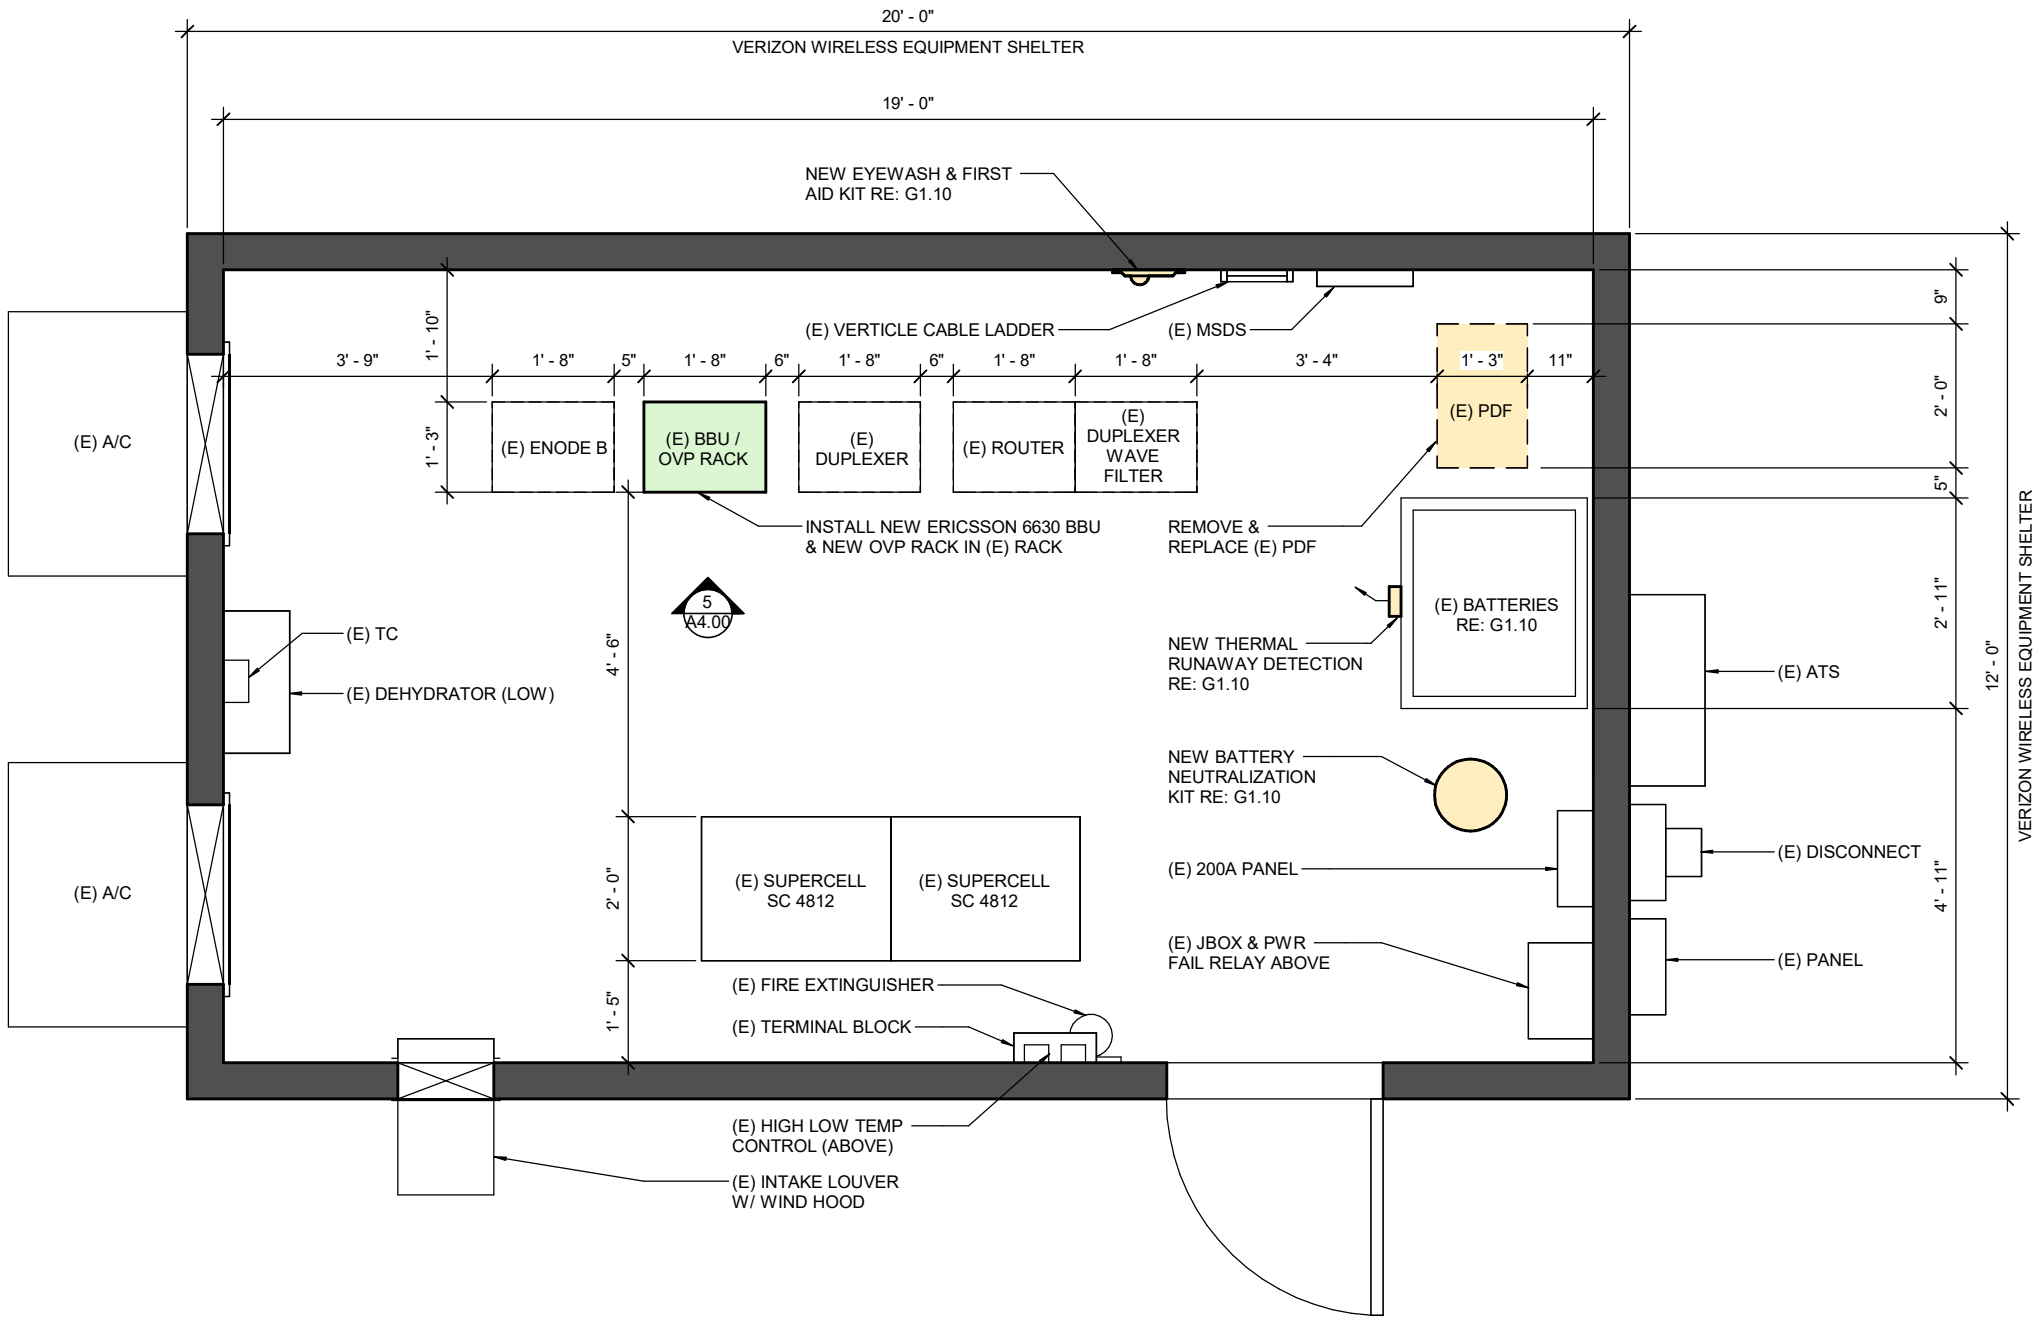 20' - 0"
VERIZON WIRELESS EQUIPMENT SHELTER
19' - 0"
NEW EYEWASH & FIRST
AID KIT RE: G1.10
(E) VERTICLE CABLE LADDER
(E) MSDS
9"
1' - 10"
3' - 9"
1' - 8"
5"
1' - 8"
6"
1' - 8"
6"
1' - 8"
1' - 8"
3' - 4"
1' - 3"
11"
2' - 0"
(E) PDF
(E) A/C
1' - 3"
(E) ENODE B
(E) BBU /
OVP RACK
(E)
DUPLEXER
(E) ROUTER
(E)
DUPLEXER
WAVE
FILTER
5"
INSTALL NEW ERICSSON 6630 BBU
& NEW OVP RACK IN (E) RACK
REMOVE &
REPLACE (E) PDF
5
A4.00
(E) BATTERIES
RE: G1.10
2' - 11"
(E) TC
(E) DEHYDRATOR (LOW)
4' - 6"
NEW THERMAL
RUNAWAY DETECTION
RE: G1.10
(E) ATS
12' - 0"
VERIZON WIRELESS EQUIPMENT SHELTER
NEW BATTERY
NEUTRALIZATION
KIT RE: G1.10
(E) A/C
2' - 0"
(E) SUPERCELL
SC 4812
(E) SUPERCELL
SC 4812
(E) 200A PANEL
(E) DISCONNECT
4' - 11"
(E) JBOX & PWR
FAIL RELAY ABOVE
(E) PANEL
1' - 5"
(E) FIRE EXTINGUISHER
(E) TERMINAL BLOCK
(E) HIGH LOW TEMP
CONTROL (ABOVE)
(E) INTAKE LOUVER
W/ WIND HOOD